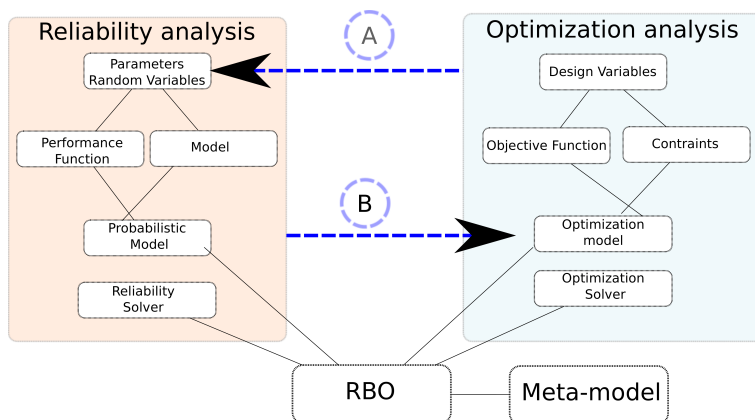 Reliability analysis
Parameters
Random Variables
Performance
Function
Model
Probabilistic
Model
Reliability
Solver
A
B
Optimization analysis
Design Variables
Objective Function
Contraints
Optimization
model
Optimization
Solver
RBO
Meta-model